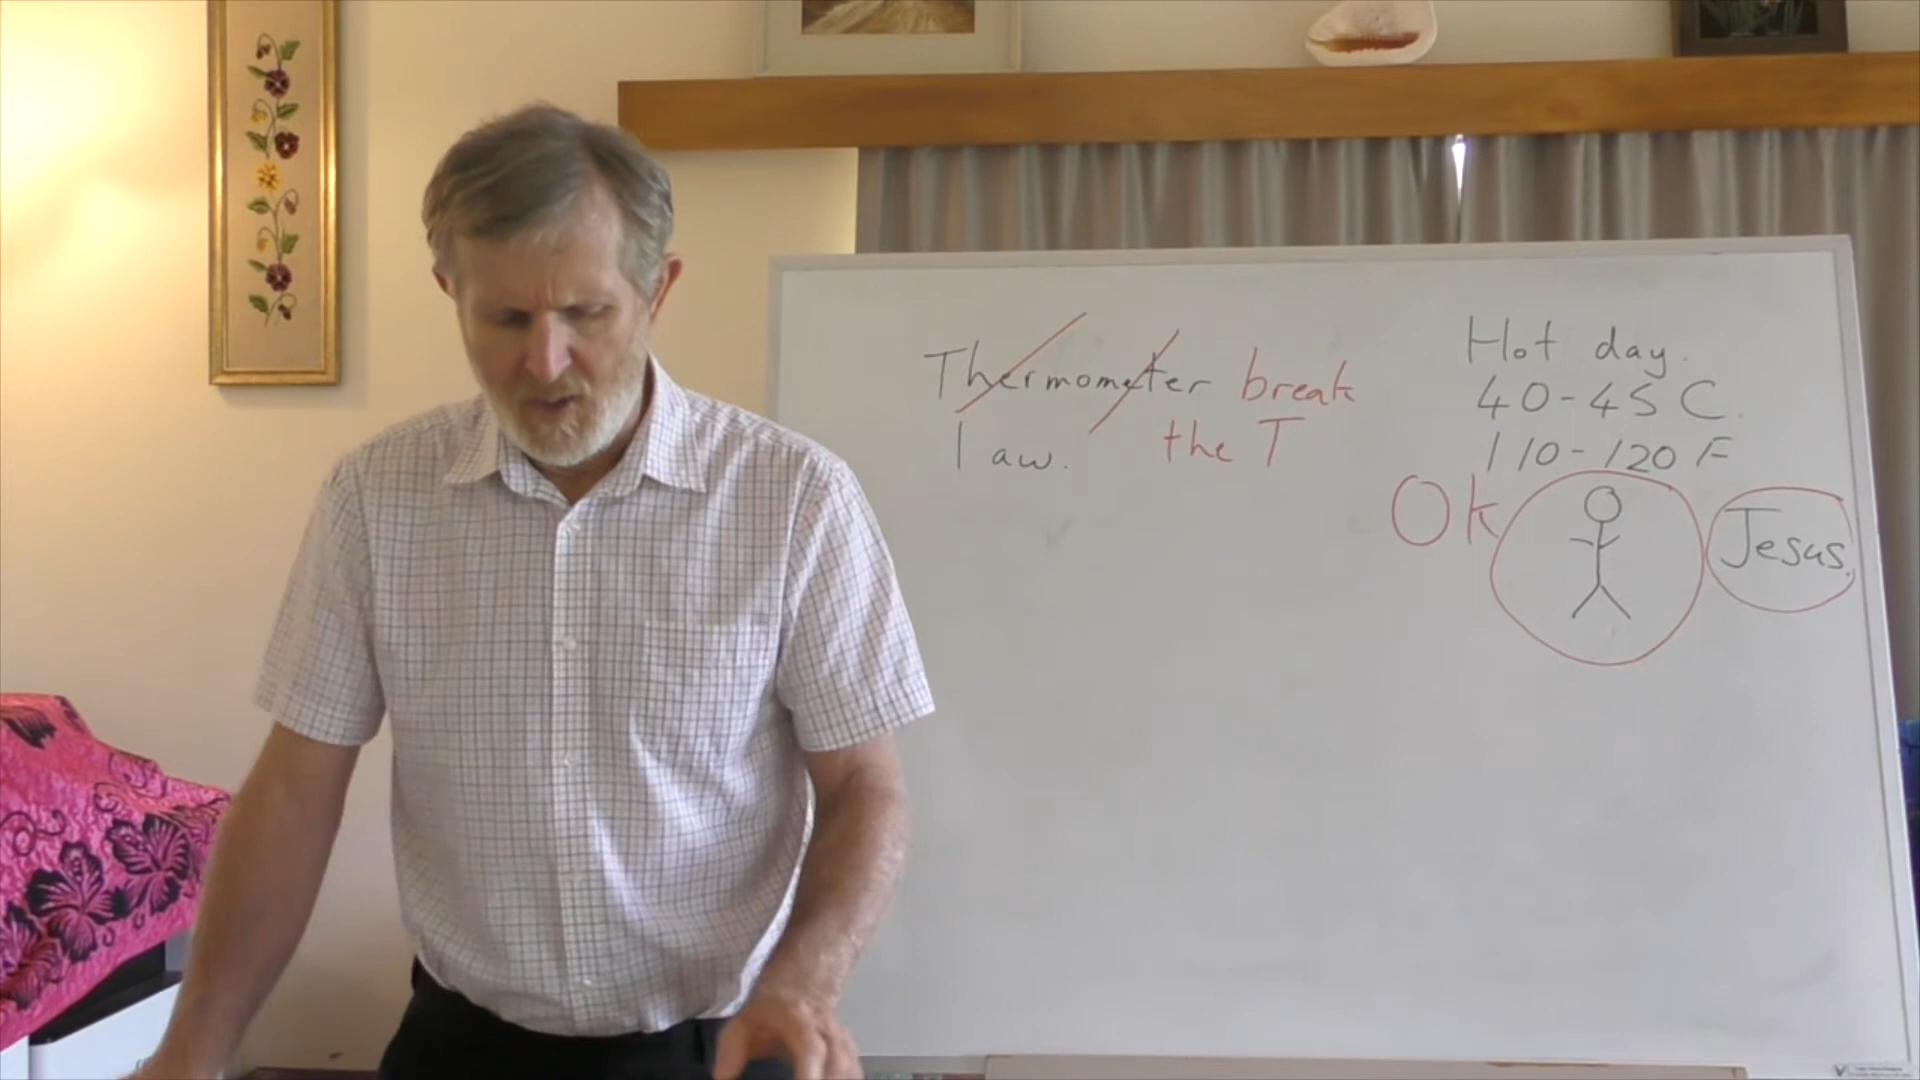 Thermometer break
law. the T
Hot day.
40-45 C.
110-120 F
Ok
Jesus.